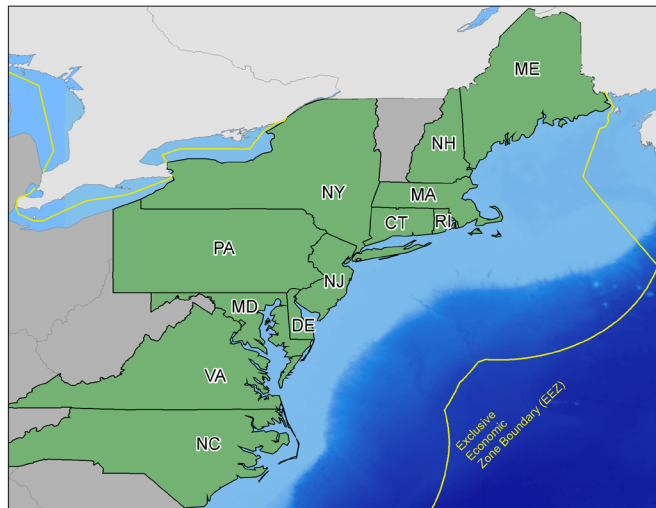 ME
NH
NY
MA
CT
RI
PA
NJ
MD
DE
VA
NC
Exclusive
Economic
Zone Boundary (EEZ)